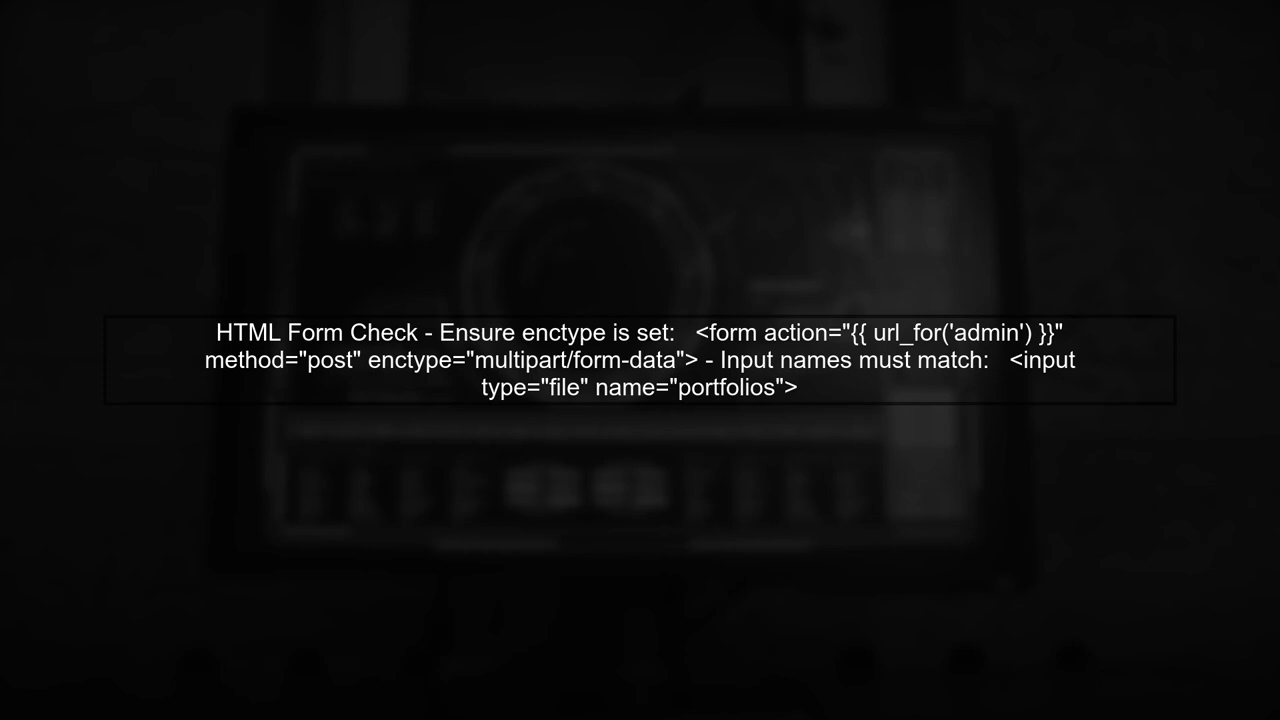 HTML Form Check - Ensure enctype is set:   <form action="{{ url_for('admin') }}"
method="post" enctype="multipart/form-data"> - Input names must match:   <input
type="file" name="portfolios">